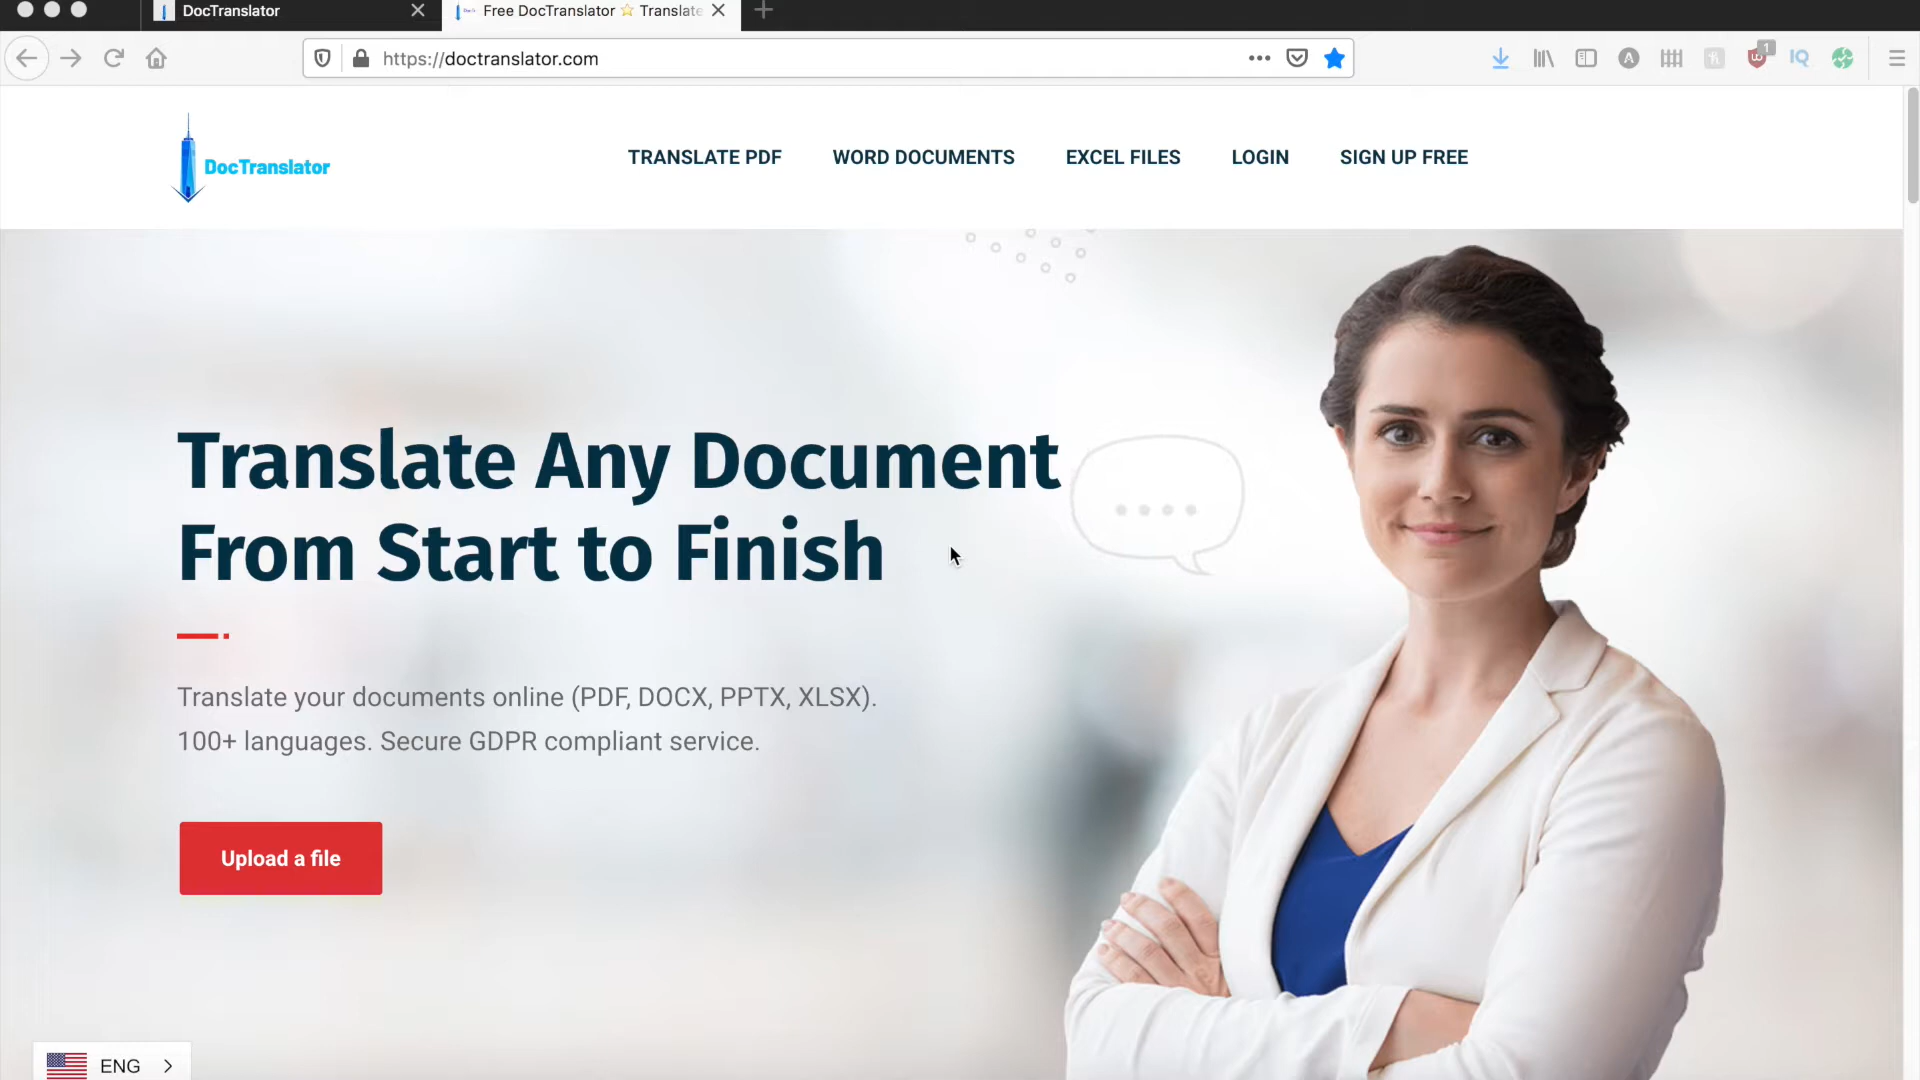 DocTranslator
Free DocTranslator ⭐ Translate
https://doctranslator.com
1
IQ
DocTranslator
TRANSLATE PDF
WORD DOCUMENTS
EXCEL FILES
LOGIN
SIGN UP FREE
Translate Any Document
From Start to Finish
Translate your documents online (PDF, DOCX, PPTX, XLSX).
100+ languages. Secure GDPR compliant service.
Upload a file
ENG